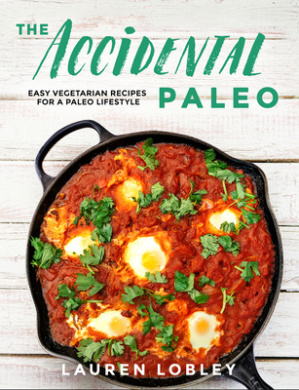 THE
ACCIDENTAL
EASY VEGETARIAN RECIPES
FOR A PALEO LIFESTYLE
PALEO
LAUREN LOBLEY